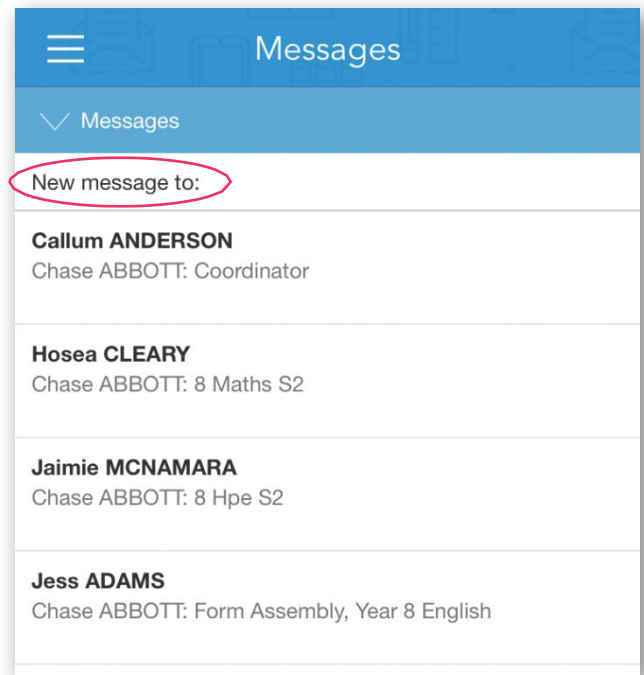 Messages
Messages
New message to:
Callum ANDERSON
Chase ABBOTT: Coordinator
Hosea CLEARY
Chase ABBOTT: 8 Maths S2
Jaimie MCNAMARA
Chase ABBOTT: 8 Hpe S2
Jess ADAMS
Chase ABBOTT: Form Assembly, Year 8 English